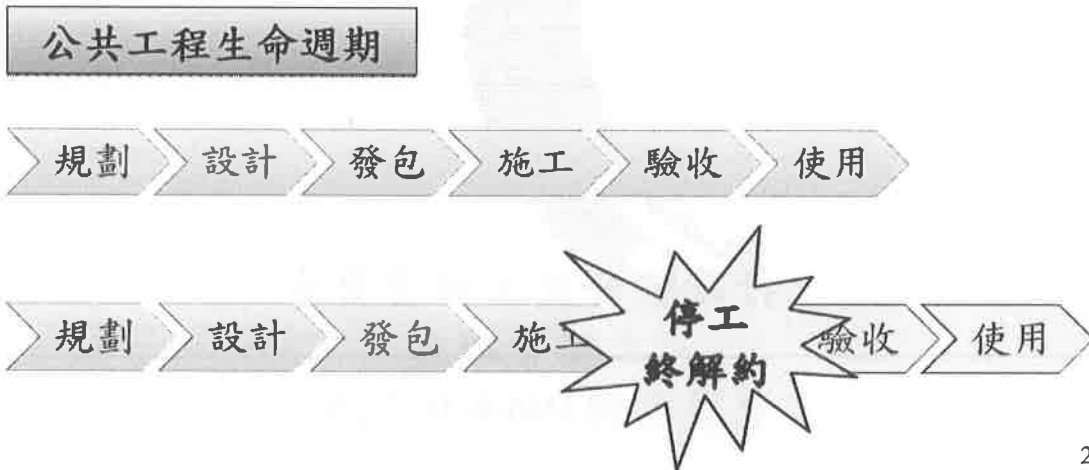 公共工程生命週期
規劃 設計 發包 施工 驗收 使用
規劃 設計 發包 施工 停工 終解約 驗收 使用
2